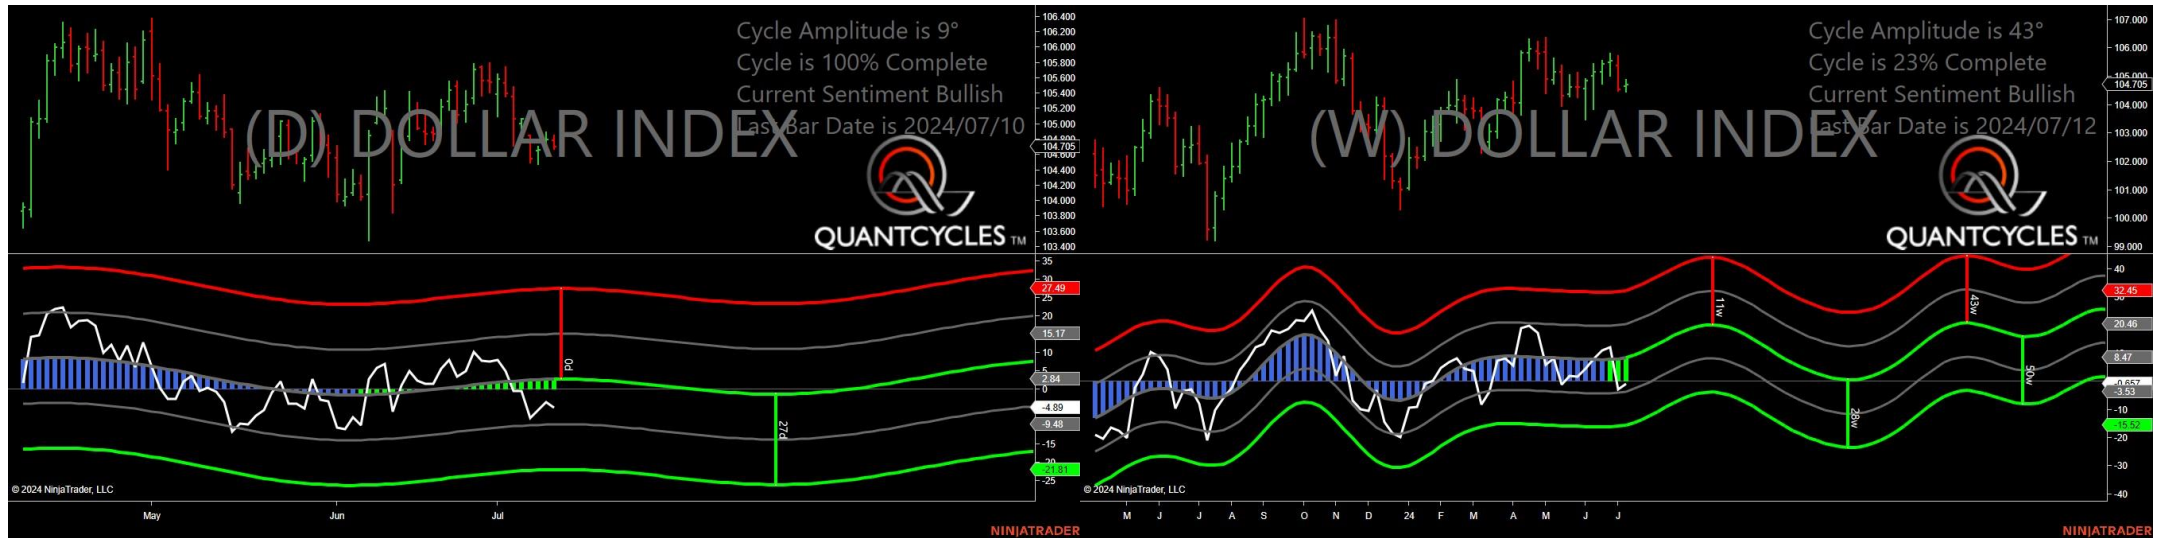 Cycle Amplitude is 9°
Cycle is 100% Complete
Current Sentiment Bullish
Last Bar Date is 2024/07/10
(D) DOLLAR INDEX
QUANTCYCLES TM
106.400
106.200
106.000
105.800
105.600
105.400
105.200
105.000
104.800
104.705
104.600
104.400
104.200
104.000
103.800
103.600
103.400
35
30
27.49
25
20
15.17
10
5
2.84
0
-4.89
-9.48
-15
-21.81
-25
0d
27d
© 2024 NinjaTrader, LLC
May
Jun
Jul
NINJATRADER
Cycle Amplitude is 43°
Cycle is 23% Complete
Current Sentiment Bullish
Last Bar Date is 2024/07/12
(W) DOLLAR INDEX
QUANTCYCLES TM
107.000
106.000
105.000
104.705
104.000
103.000
102.000
101.000
100.000
99.000
40
32.45
30
20.46
8.47
-0.657
-3.53
-10
-15.52
-20
-30
-40
11w
28w
43w
50w
© 2024 NinjaTrader, LLC
M J J A S O N D 24 F M A M J J
NINJATRADER